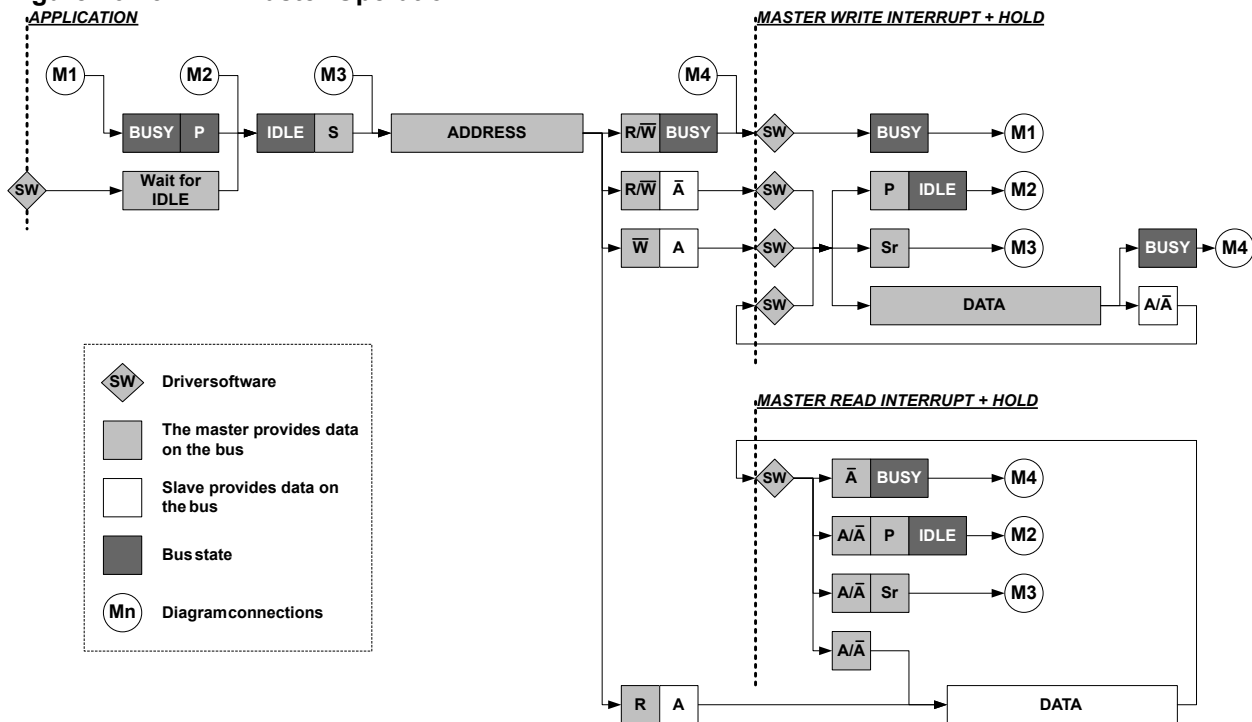 APPLICATION
MASTER WRITE INTERRUPT + HOLD
M1
M2
M3
M4
BUSY P
IDLE S
ADDRESS
R/W̅ BUSY
SW
BUSY
M1
SW
Wait for
IDLE
R/W̅ A̅
SW
P IDLE
M2
W̅ A
SW
Sr
M3
BUSY
M4
SW
DATA
A/A̅
SW
Driversoftware
The master provides data
on the bus
Slave provides data on
the bus
Bus state
Mn
Diagramconnections
MASTER READ INTERRUPT + HOLD
SW
A̅ BUSY
M4
A/A̅ P IDLE
M2
A/A̅ Sr
M3
A/A̅
R A
DATA